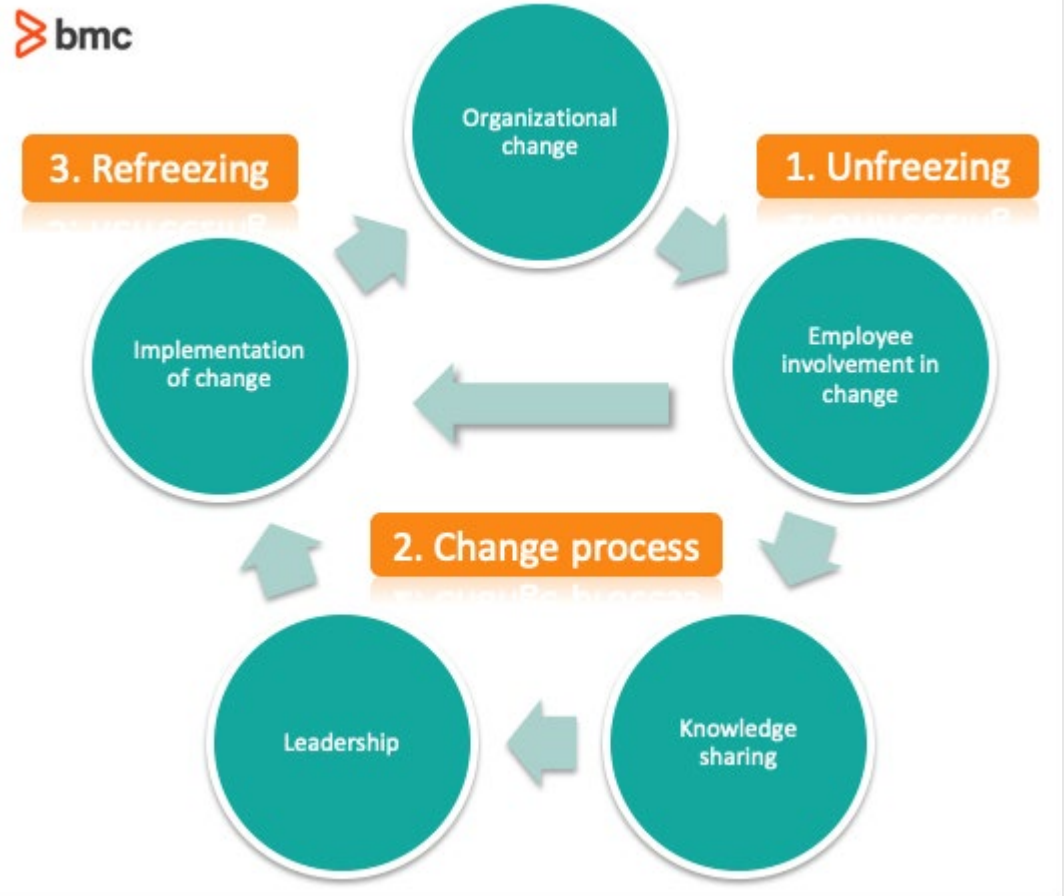 bmc
Organizational
change
3. Refreezing
1. Unfreezing
Implementation
of change
Employee
involvement in
change
2. Change process
Leadership
Knowledge
sharing